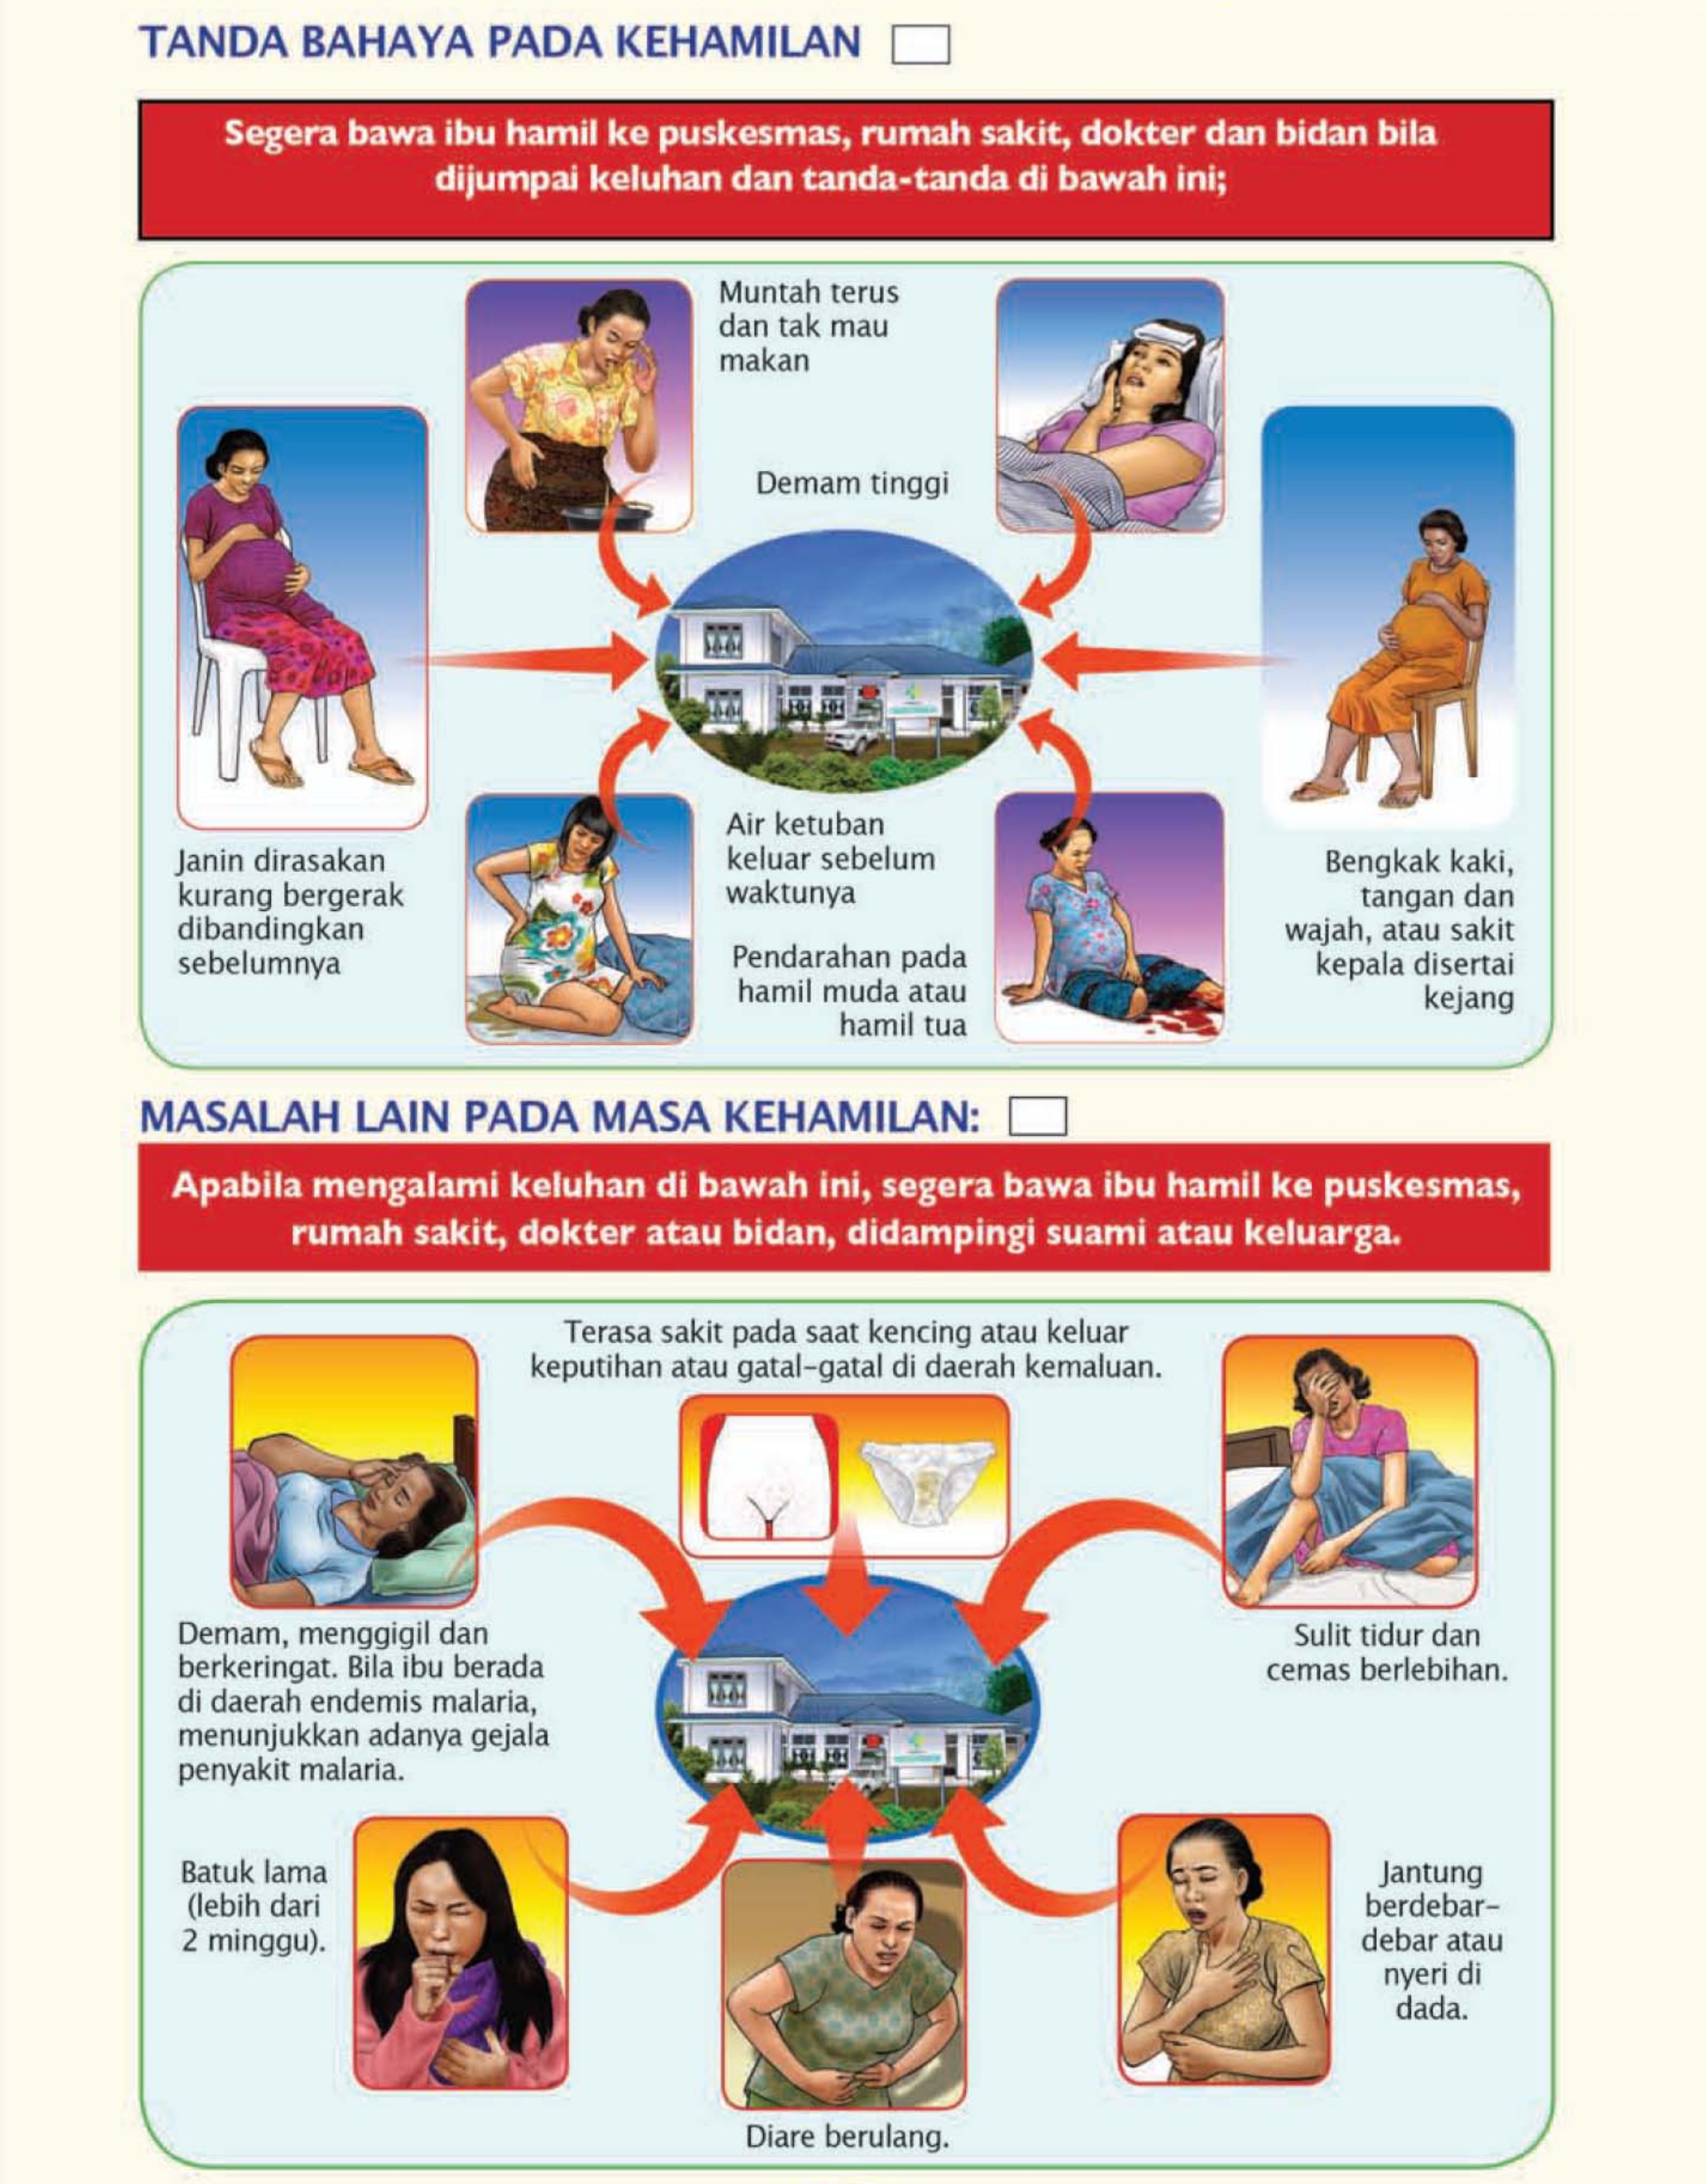 TANDA BAHAYA PADA KEHAMILAN
Segera bawa ibu hamil ke puskesmas, rumah sakit, dokter dan bidan bila
dijumpai keluhan dan tanda-tanda di bawah ini;
Muntah terus
dan tak mau
makan
Demam tinggi
Janin dirasakan
kurang bergerak
dibandingkan
sebelumnya
Air ketuban
keluar sebelum
waktunya
Pendarahan pada
hamil muda atau
hamil tua
Bengkak kaki,
tangan dan
wajah, atau sakit
kepala disertai
kejang
MASALAH LAIN PADA MASA KEHAMILAN:
Apabila mengalami keluhan di bawah ini, segera bawa ibu hamil ke puskesmas,
rumah sakit, dokter atau bidan, didampingi suami atau keluarga.
Terasa sakit pada saat kencing atau keluar
keputihan atau gatal-gatal di daerah kemaluan.
Demam, menggigil dan
berkeringat. Bila ibu berada
di daerah endemis malaria,
menunjukkan adanya gejala
penyakit malaria.
Sulit tidur dan
cemas berlebihan.
Batuk lama
(lebih dari
2 minggu).
Jantung
berdebar-
debar atau
nyeri di
dada.
Diare berulang.